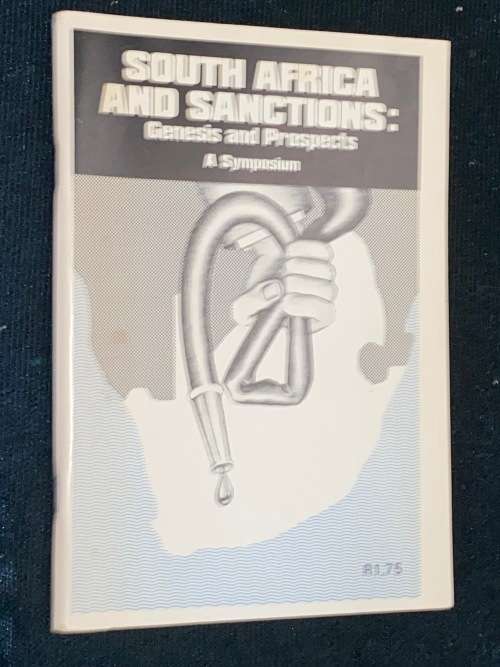 SOUTH AFRICA
AND SANCTIONS:
Genesis and Prospects
A Symposium
R1,75